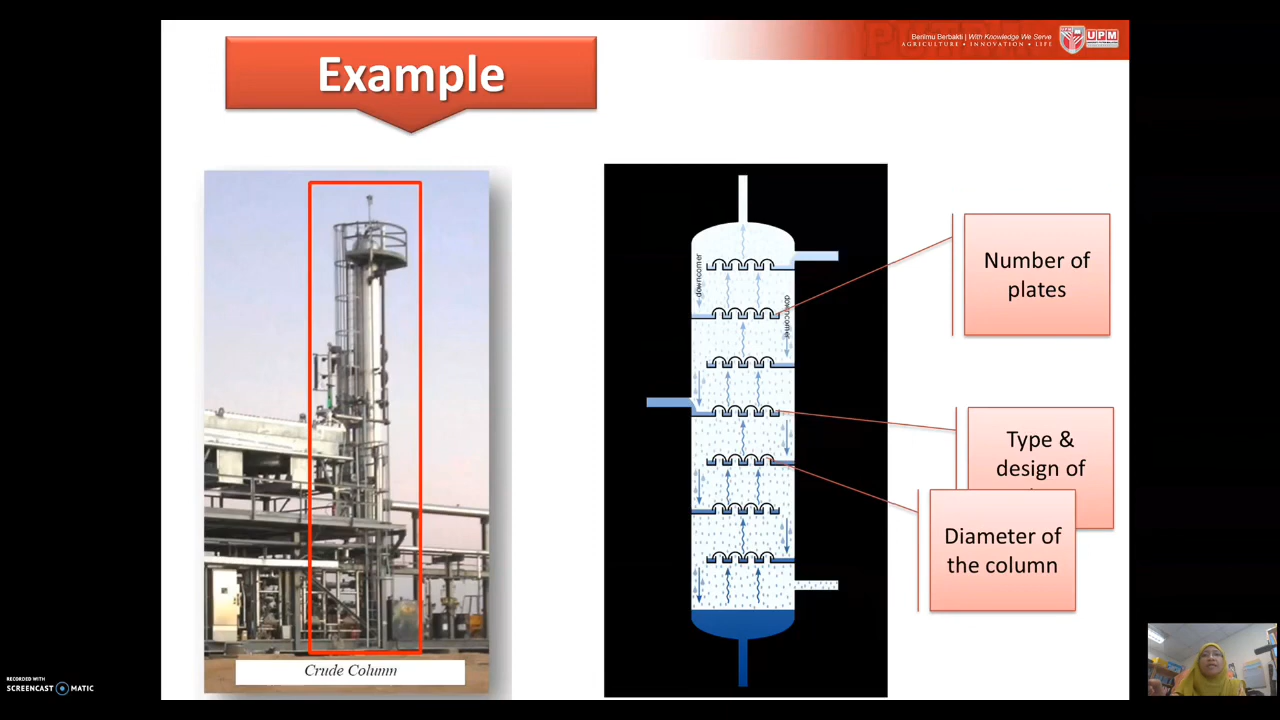 Example
Berilmu Berbakti | With Knowledge We Serve
AGRICULTURE • INNOVATION • LIFE
UPM
Crude Column
downcomer
downcomer
Number of
plates
Type &
design of
Diameter of
the column
RECORDED WITH
SCREENCAST MATIC